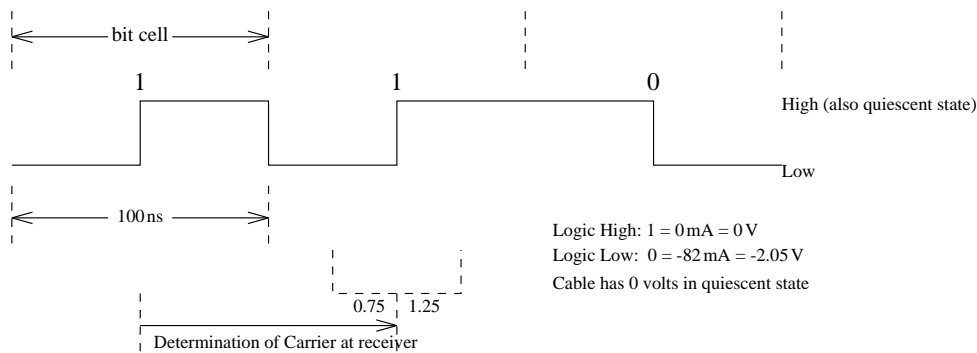 bit cell
1 1 0
High (also quiescent state)
Low
100 ns
Logic High: 1 = 0 mA = 0 V
Logic Low: 0 = -82 mA = -2.05 V
Cable has 0 volts in quiescent state
0.75 1.25
Determination of Carrier at receiver